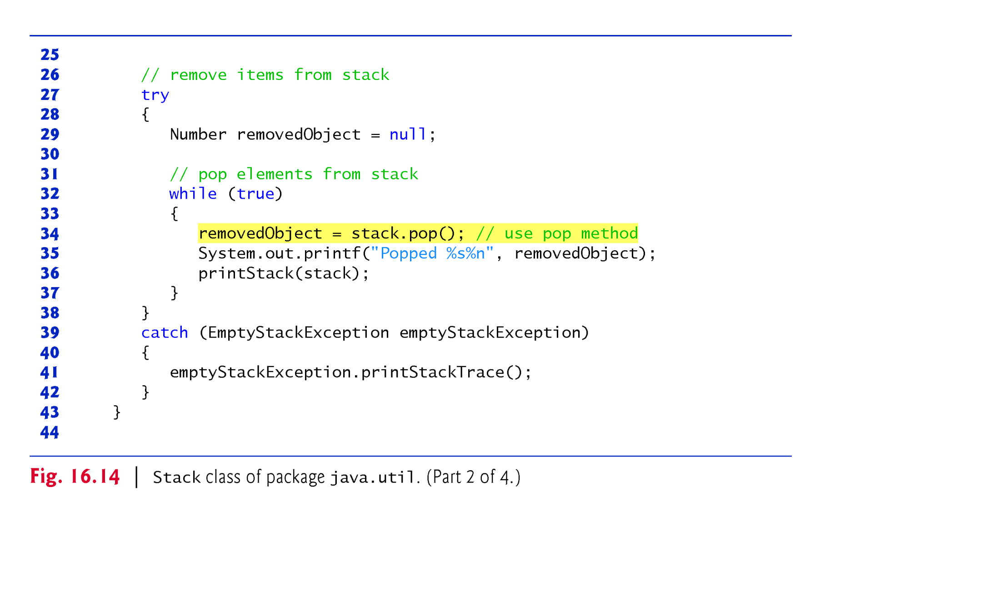 25
26 // remove items from stack
27 try
28 {
29 Number removedObject = null;
30
31 // pop elements from stack
32 while (true)
33 {
34 removedObject = stack.pop(); // use pop method
35 System.out.printf("Popped %s%n", removedObject);
36 printStack(stack);
37 }
38 }
39 catch (EmptyStackException emptyStackException)
40 {
41 emptyStackException.printStackTrace();
42 }
43 }
44
Fig. 16.14 | Stack class of package java.util. (Part 2 of 4.)